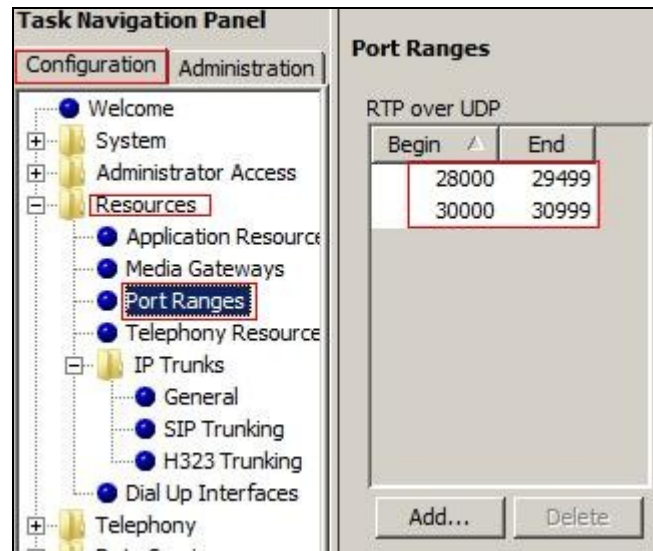 Task Navigation Panel
Configuration
Administration
Welcome
System
Administrator Access
Resources
Application Resource
Media Gateways
Port Ranges
Telephony Resource
IP Trunks
General
SIP Trunking
H323 Trunking
Dial Up Interfaces
Telephony
Port Ranges
RTP over UDP
Begin End
28000 29499
30000 30999
Add... Delete